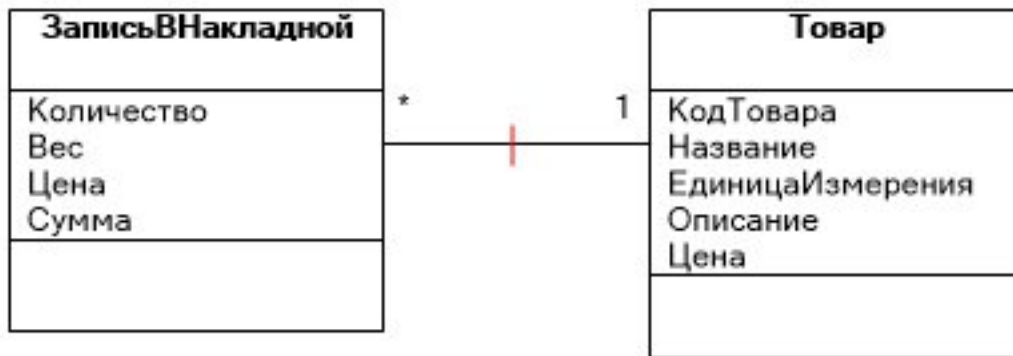 ЗаписьВНакладной
Количество
Вес
Цена
Сумма
*
1
Товар
КодТовара
Название
ЕдиницаИзмерения
Описание
Цена